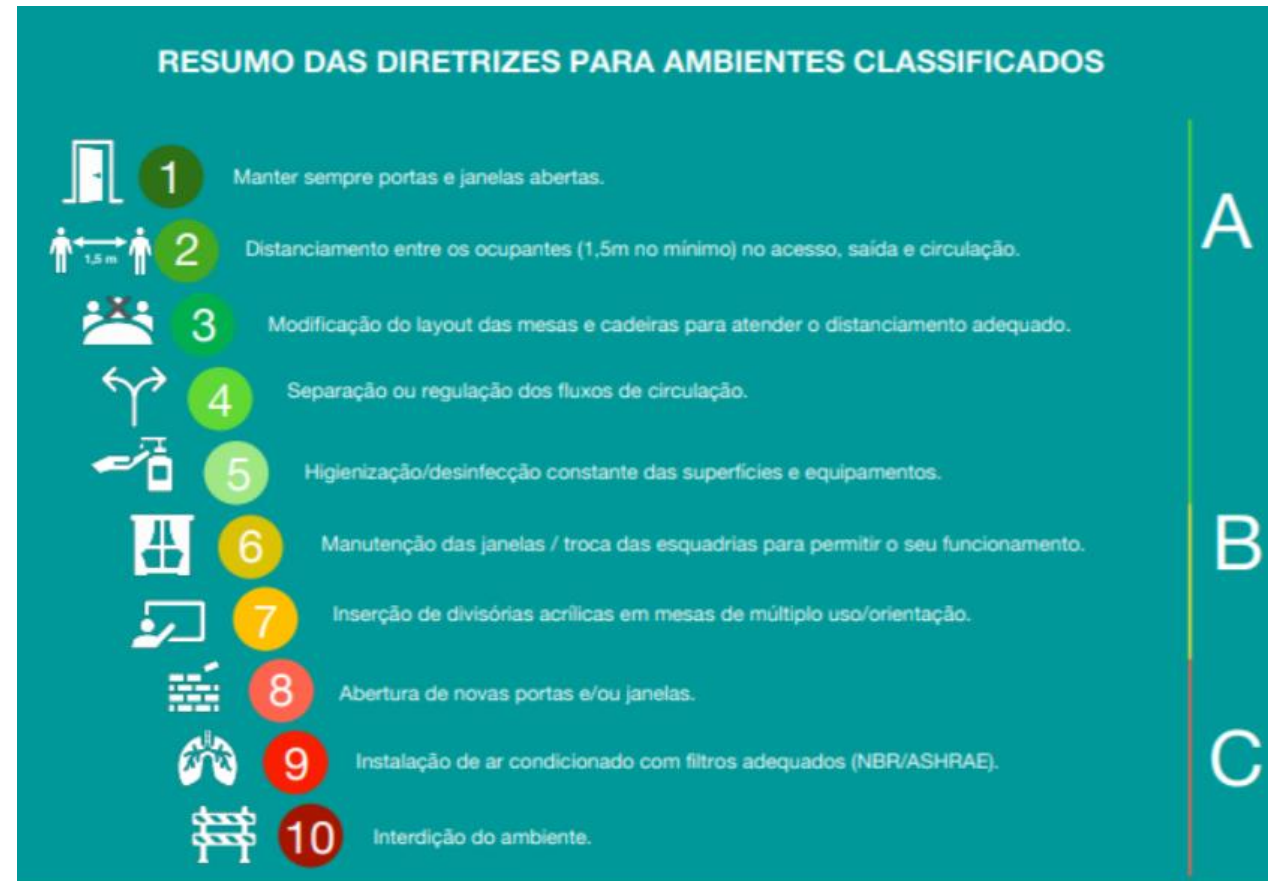 RESUMO DAS DIRETRIZES PARA AMBIENTES CLASSIFICADOS
1 Manter sempre portas e janelas abertas.
1,5 m 2 Distanciamento entre os ocupantes (1,5m no mínimo) no acesso, saída e circulação.
A
3 Modificação do layout das mesas e cadeiras para atender o distanciamento adequado.
4 Separação ou regulação dos fluxos de circulação.
5 Higienização/desinfecção constante das superfícies e equipamentos.
6 Manutenção das janelas / troca das esquadrias para permitir o seu funcionamento.
B
7 Inserção de divisórias acrílicas em mesas de múltiplo uso/orientação.
8 Abertura de novas portas e/ou janelas.
9 Instalação de ar condicionado com filtros adequados (NBR/ASHRAE).
C
10 Interdição do ambiente.